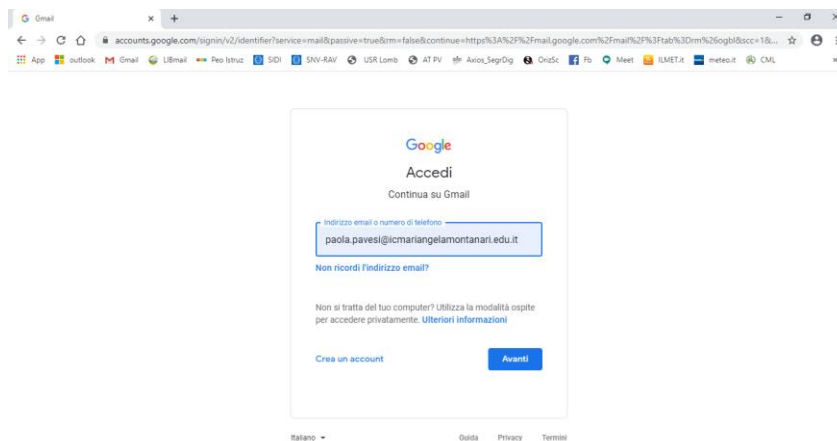 Gmail
accounts.google.com/signin/v2/identifier?service=mail&passive=true&rm=false&continue=https%3A%2F%2Fmail.google.com%2Fmail%2F%3Ftab%3Drm%26ogbl&scc=1&...
App outlook Gmail LIBmail Peo Istruz SIDI SNV-RAV USR Lomb AT PV Axios_SegrDig OrizSc Fb Meet ILMET.it meteo.it CML
Google
Accedi
Continua su Gmail
Indirizzo email o numero di telefono
paola.pavesi@icmariangelamontanari.edu.it
Non ricordi l'indirizzo email?
Non si tratta del tuo computer? Utilizza la modalità ospite
per accedere privatamente. Ulteriori informazioni
Crea un account Avanti
Italiano Guida Privacy Termini